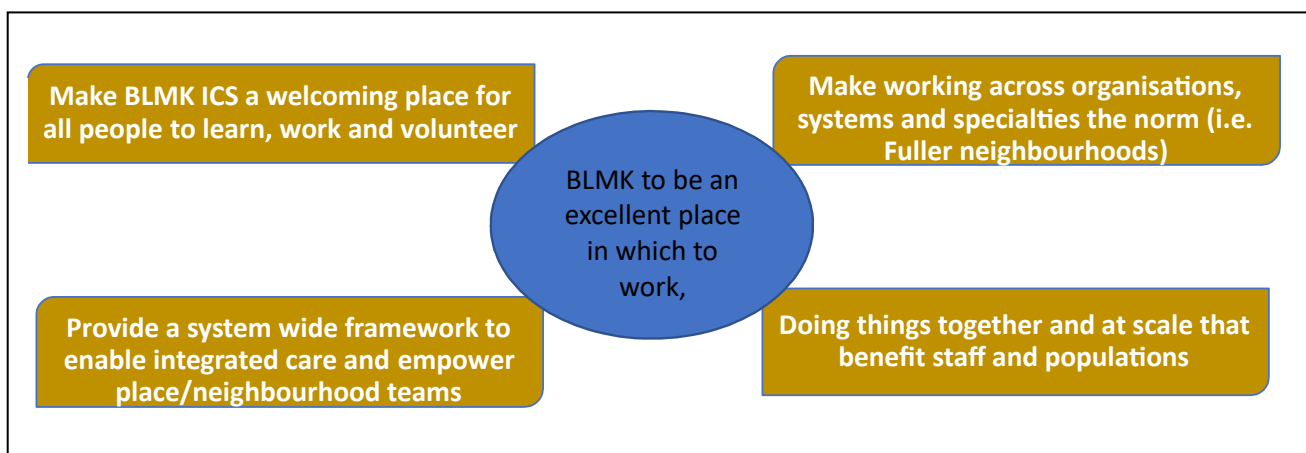 Make BLMK ICS a welcoming place for
all people to learn, work and volunteer
Make working across organisations,
systems and specialties the norm (i.e.
Fuller neighbourhoods)
BLMK to be an
excellent place
in which to
work,
Provide a system wide framework to
enable integrated care and empower
place/neighbourhood teams
Doing things together and at scale that
benefit staff and populations